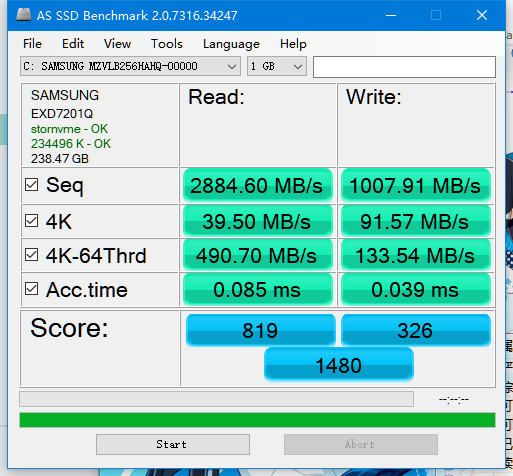 AS SSD Benchmark 2.0.7316.34247
File Edit View Tools Language Help
C: SAMSUNG MZVLB256HAHQ-00000 1 GB
SAMSUNG
EXD7201Q
stornvme - OK
234496 K - OK
238.47 GB
Read: Write:
Seq 2884.60 MB/s 1007.91 MB/s
4K 39.50 MB/s 91.57 MB/s
4K-64Thrd 490.70 MB/s 133.54 MB/s
Acc.time 0.085 ms 0.039 ms
Score: 819 326
1480
--:--:--
Start Abort